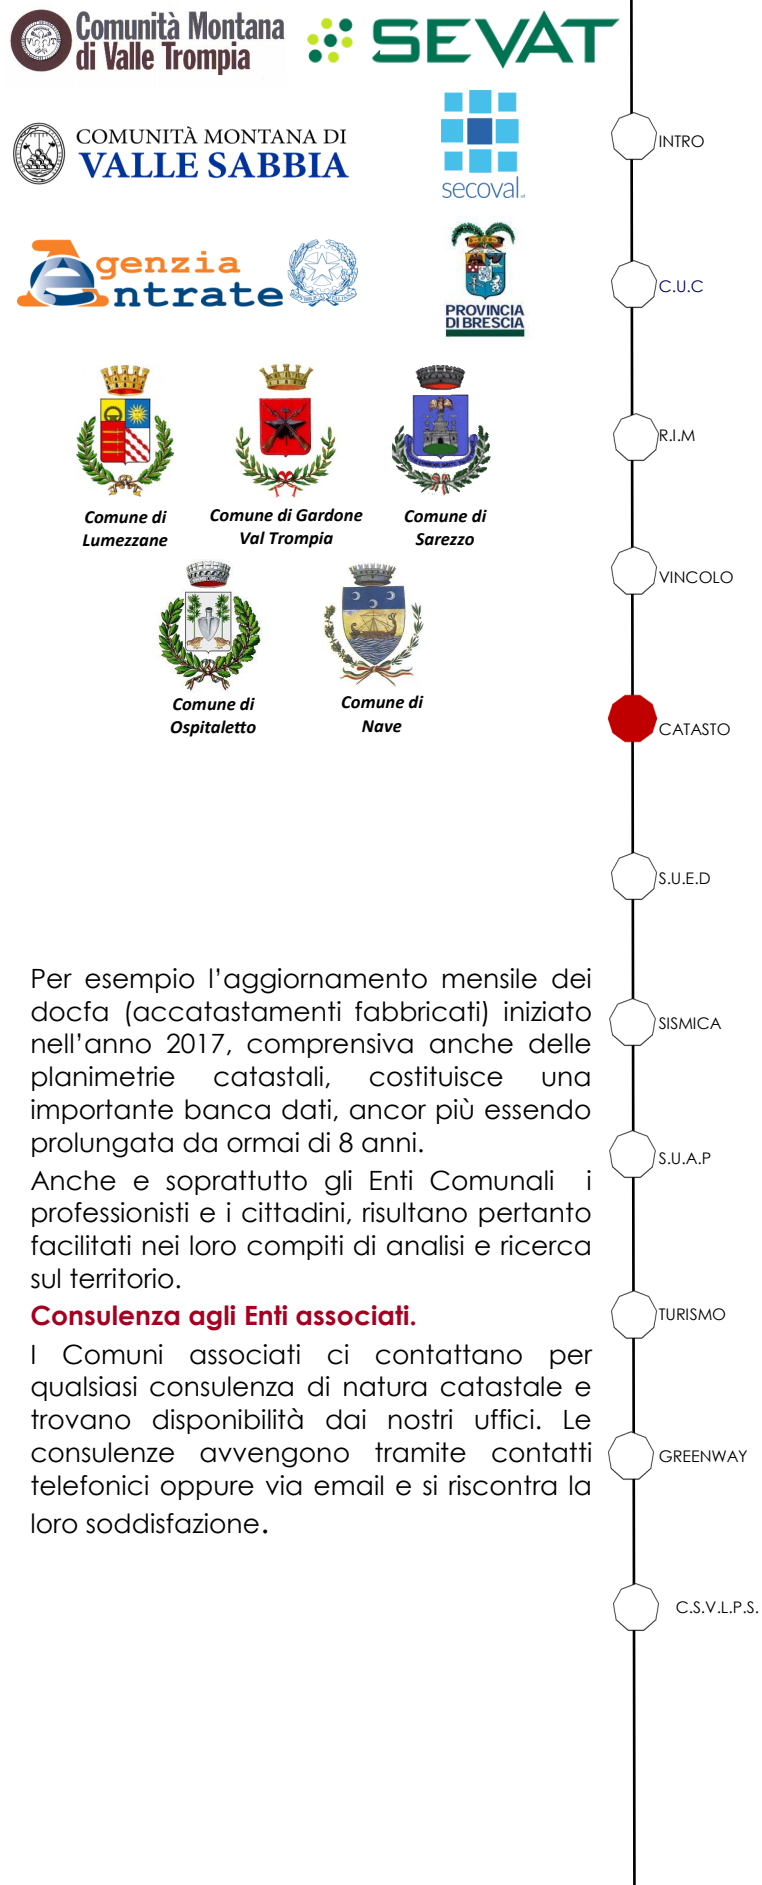 Comunità Montana
di Valle Trompia
SEVAT
COMUNITÀ MONTANA DI
VALLE SABBIA
secoval
Agenzia
Entrate
PROVINCIA
DI BRESCIA
Comune di
Lumezzane
Comune di Gardone
Val Trompia
Comune di
Sarezzo
Comune di
Ospitaletto
Comune di
Nave
Per esempio l’aggiornamento mensile dei
docfa (accatastamenti fabbricati) iniziato
nell’anno 2017, comprensiva anche delle
planimetrie catastali, costituisce una
importante banca dati, ancor più essendo
prolungata da ormai di 8 anni.
Anche e soprattutto gli Enti Comunali i
professionisti e i cittadini, risultano pertanto
facilitati nei loro compiti di analisi e ricerca
sul territorio.
Consulenza agli Enti associati.
I Comuni associati ci contattano per
qualsiasi consulenza di natura catastale e
trovano disponibilità dai nostri uffici. Le
consulenze avvengono tramite contatti
telefonici oppure via email e si riscontra la
loro soddisfazione.
INTRO
C.U.C
R.I.M
VINCOLO
CATASTO
S.U.E.D
SISMICA
S.U.A.P
TURISMO
GREENWAY
C.S.V.L.P.S.